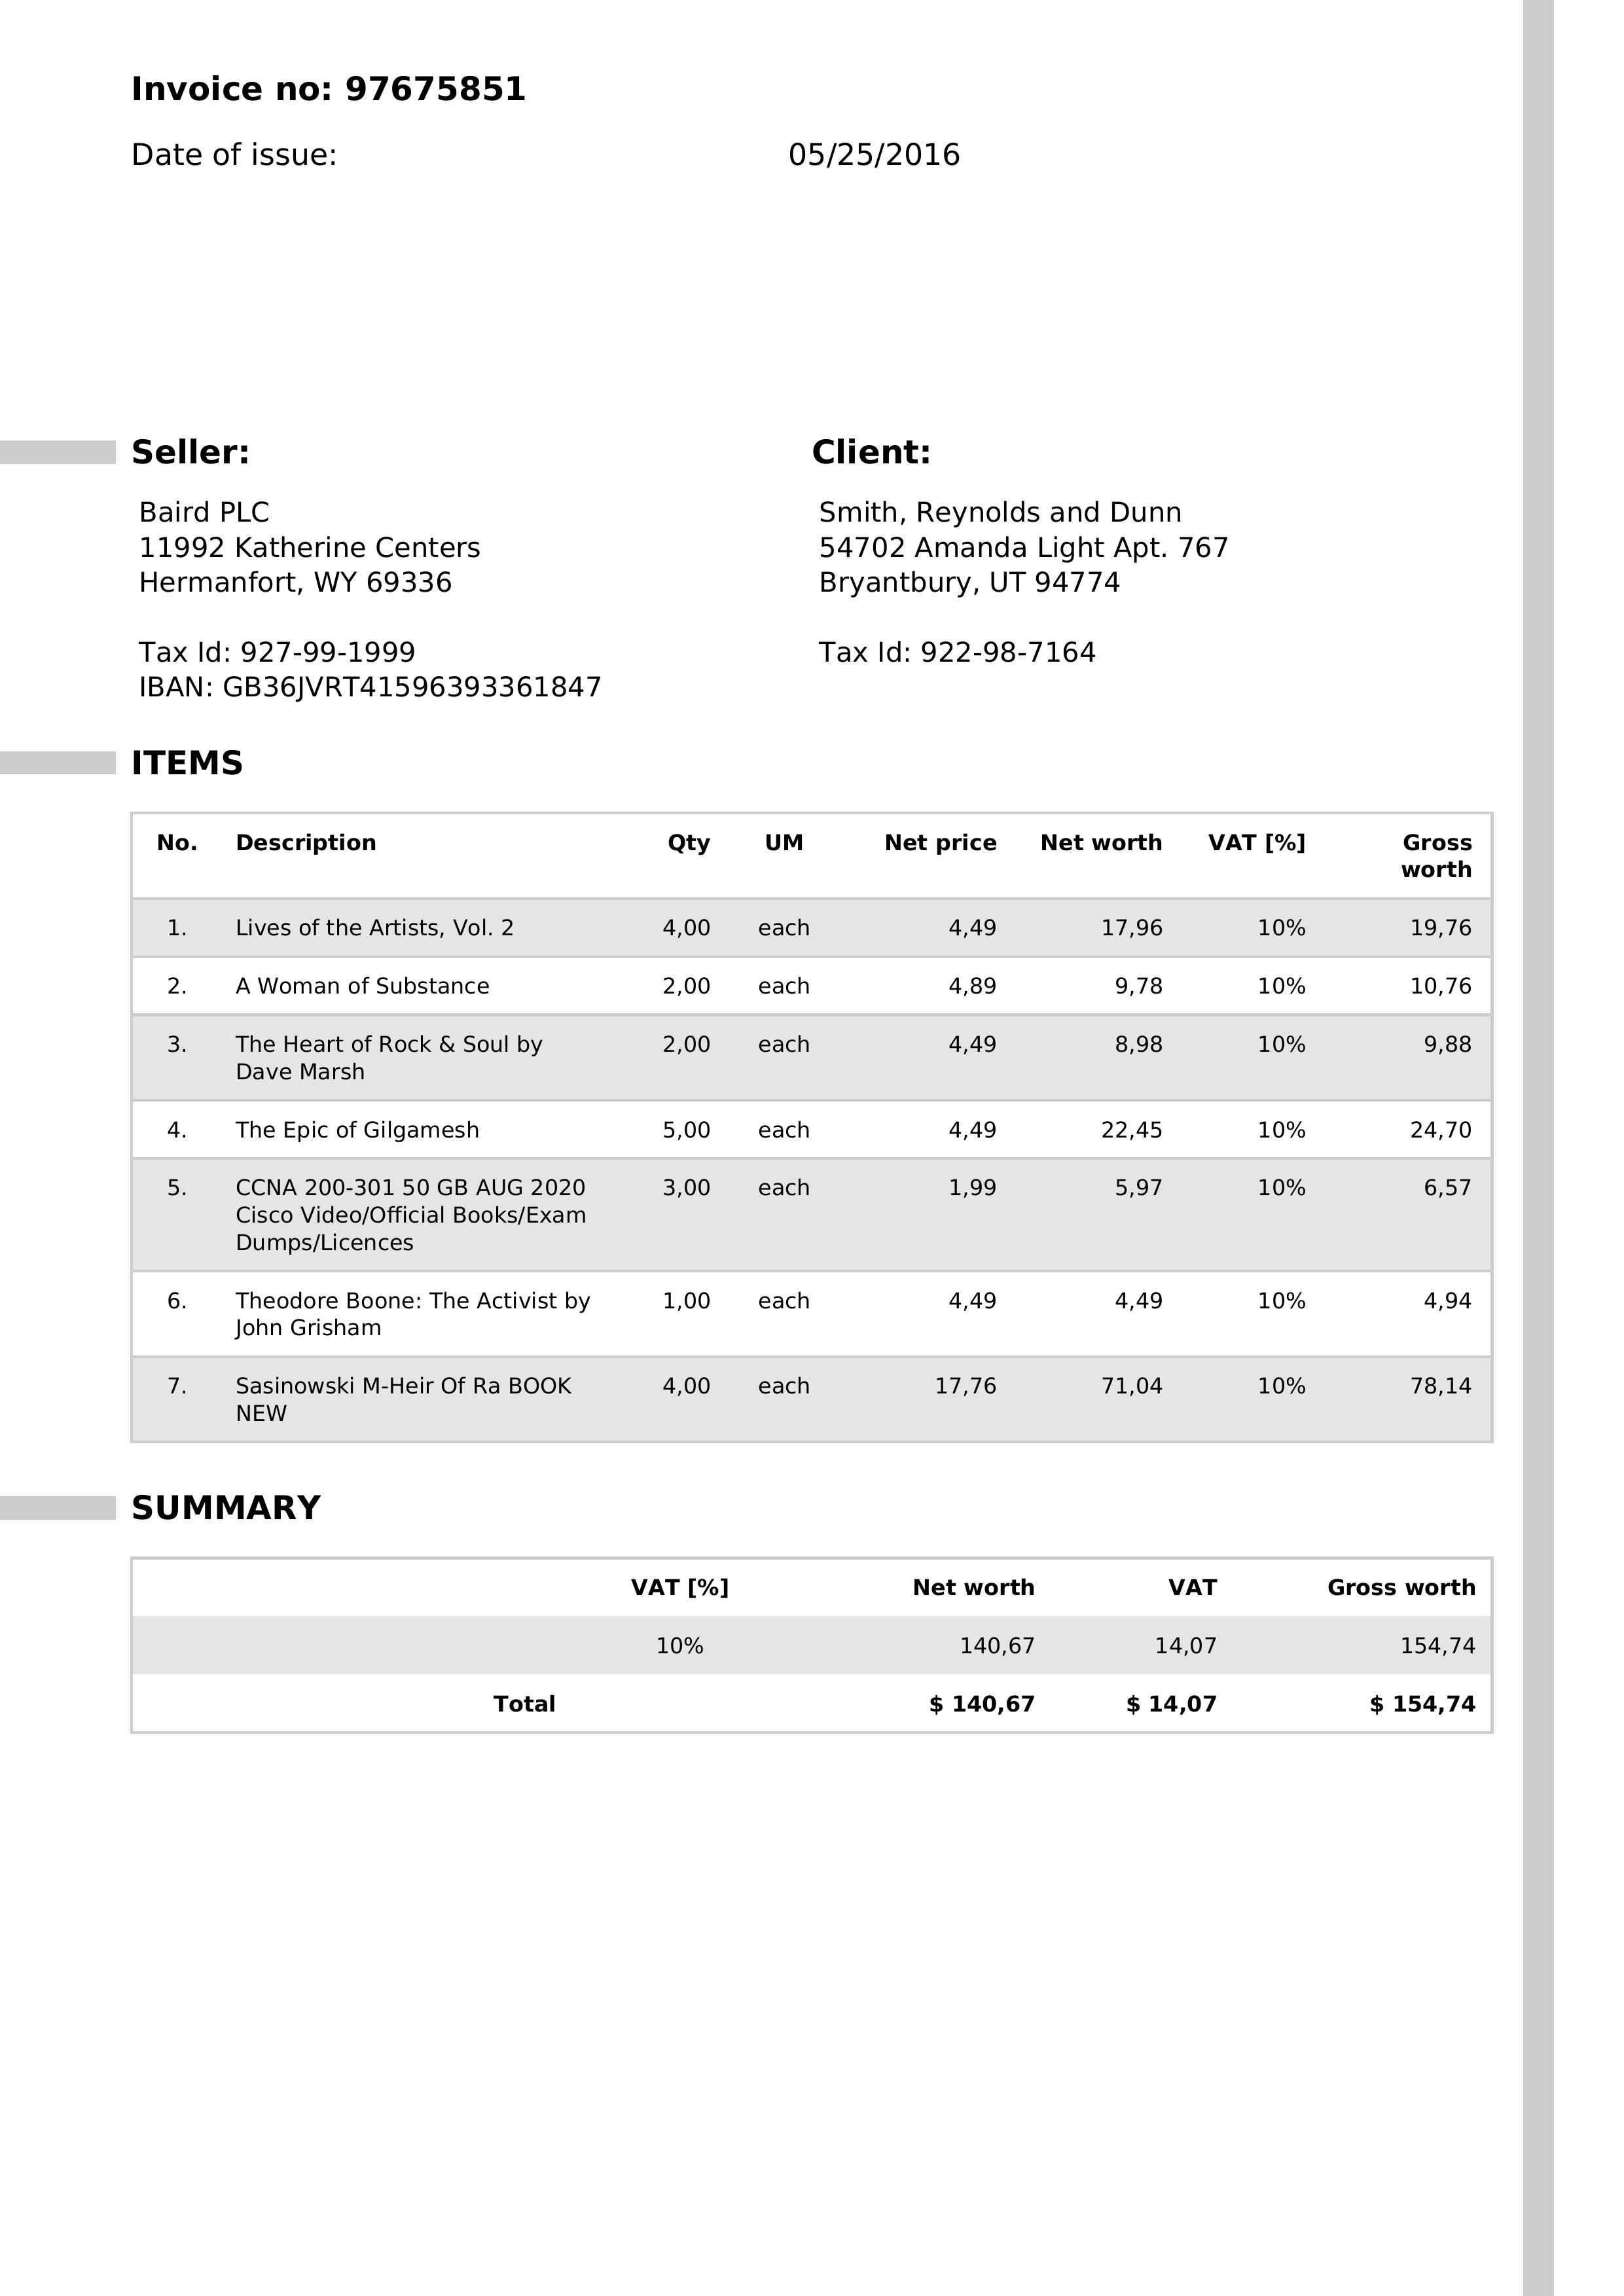 Invoice no: 97675851
Date of issue: 05/25/2016
Seller:
Baird PLC
11992 Katherine Centers
Hermanfort, WY 69336
Tax Id: 927-99-1999
IBAN: GB36JVRT41596393361847
Client:
Smith, Reynolds and Dunn
54702 Amanda Light Apt. 767
Bryantbury, UT 94774
Tax Id: 922-98-7164
ITEMS
No. Description Qty UM Net price Net worth VAT [%] Gross
worth
1. Lives of the Artists, Vol. 2 4,00 each 4,49 17,96 10% 19,76
2. A Woman of Substance 2,00 each 4,89 9,78 10% 10,76
3. The Heart of Rock & Soul by 2,00 each 4,49 8,98 10% 9,88
Dave Marsh
4. The Epic of Gilgamesh 5,00 each 4,49 22,45 10% 24,70
5. CCNA 200-301 50 GB AUG 2020 3,00 each 1,99 5,97 10% 6,57
Cisco Video/Official Books/Exam
Dumps/Licences
6. Theodore Boone: The Activist by 1,00 each 4,49 4,49 10% 4,94
John Grisham
7. Sasinowski M-Heir Of Ra BOOK 4,00 each 17,76 71,04 10% 78,14
NEW
SUMMARY
VAT [%] Net worth VAT Gross worth
10% 140,67 14,07 154,74
Total $ 140,67 $ 14,07 $ 154,74